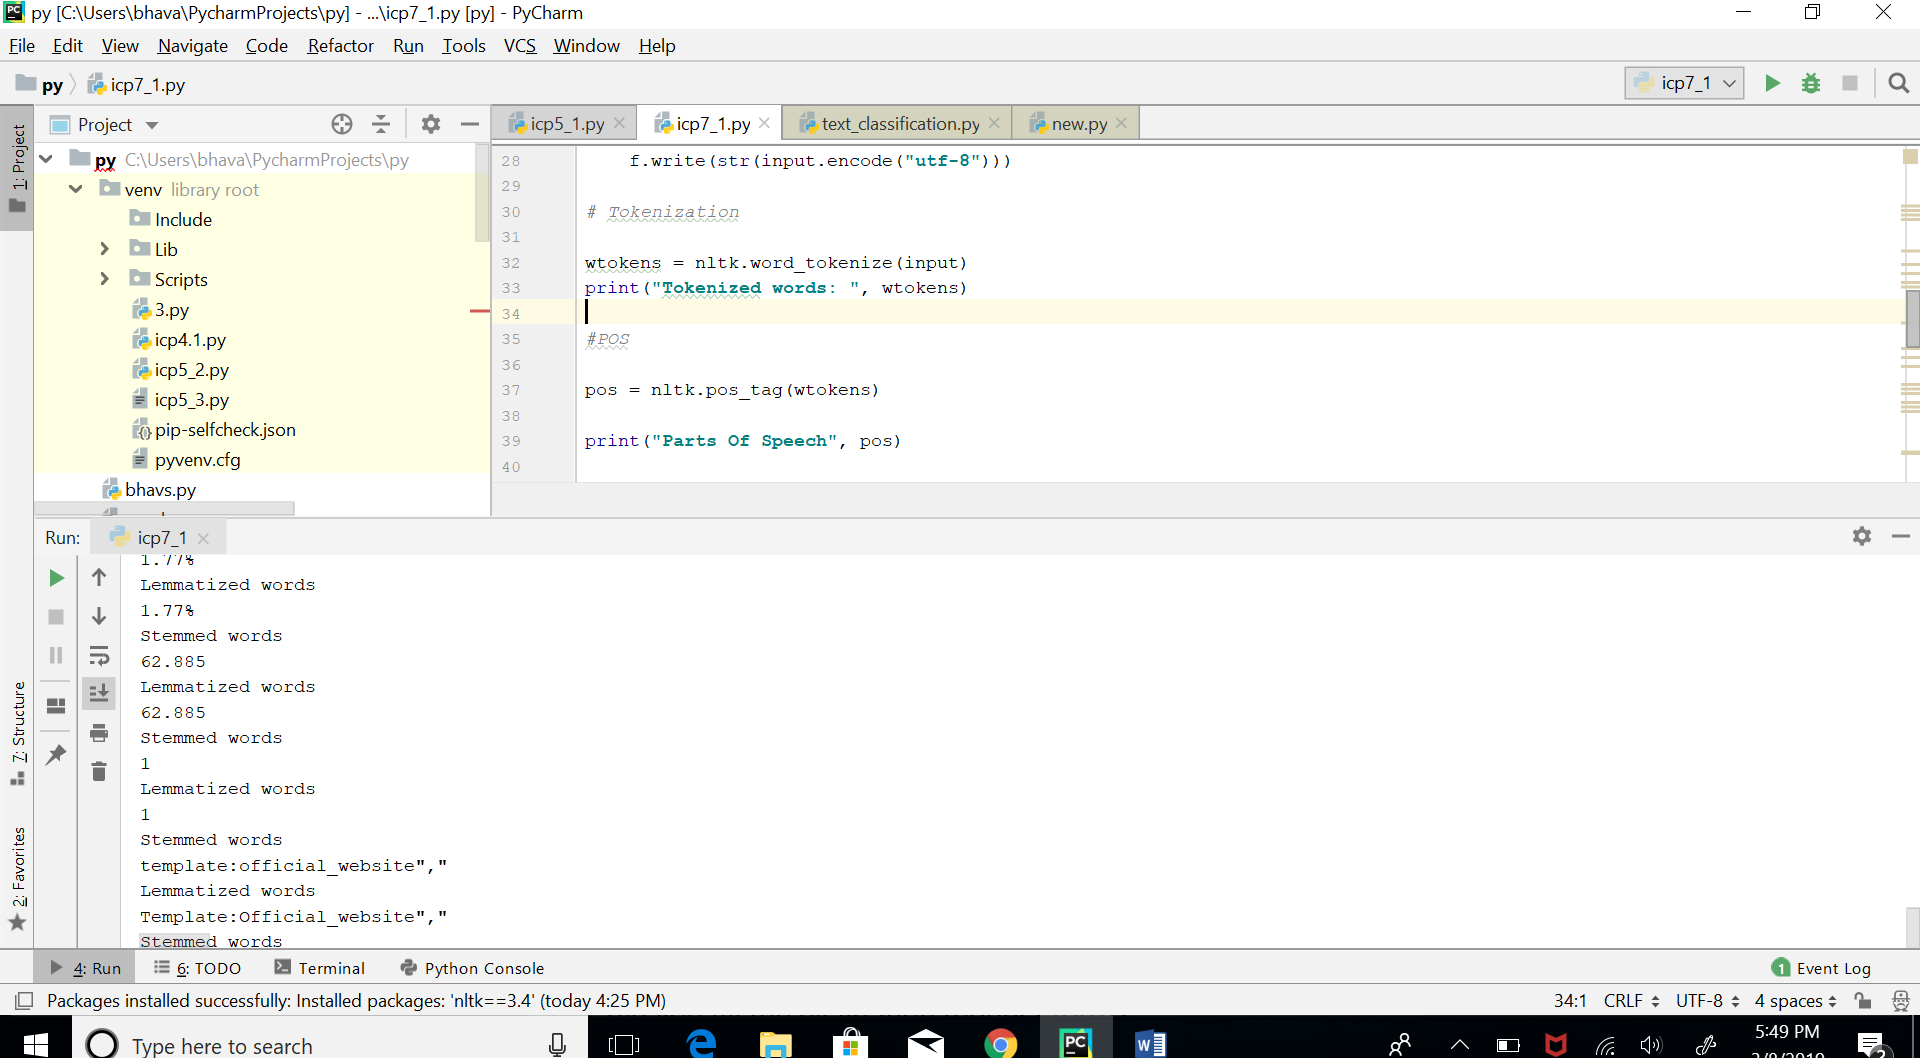 PC py [C:\Users\bhava\PycharmProjects\py] - ...\icp7_1.py [py] - PyCharm
File Edit View Navigate Code Refactor Run Tools VCS Window Help
py icp7_1.py icp7_1
1: Project
Project
icp5_1.py icp7_1.py text_classification.py new.py
py C:\Users\bhava\PycharmProjects\py
venv library root
Include
Lib
Scripts
3.py
icp4.1.py
icp5_2.py
icp5_3.py
pip-selfcheck.json
pyvenv.cfg
bhavs.py
28 f.write(str(input.encode("utf-8")))
29
30 # Tokenization
31
32 wtokens = nltk.word_tokenize(input)
33 print("Tokenized words: ", wtokens)
34
35 #POS
36
37 pos = nltk.pos_tag(wtokens)
38
39 print("Parts Of Speech", pos)
40
Run: icp7_1
1.77%
Lemmatized words
1.77%
Stemmed words
62.885
Lemmatized words
62.885
Stemmed words
1
Lemmatized words
1
Stemmed words
template:official_website","
Lemmatized words
Template:Official_website","
Stemmed words
7: Structure
2: Favorites
4: Run 6: TODO Terminal Python Console 1 Event Log
Packages installed successfully: Installed packages: 'nltk==3.4' (today 4:25 PM) 34:1 CRLF UTF-8 4 spaces
Type here to search PC W 5:49 PM